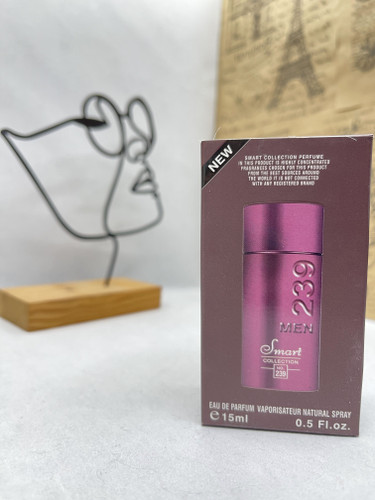 NEW
SMART COLLECTION PERFUME
IN THIS PRODUCT IS HIGHLY CONCENTRATED
FRAGRANCES CHOSEN FOR THIS PRODUCT
FROM THE BEST SOURCES AROUND
THE WORLD IT IS NOT CONNECTED
WITH ANY REGISTERED BRAND
239
MEN
Smart
COLLECTION
NO.
239
EAU DE PARFUM VAPORISATEUR NATURAL SPRAY
℮15ml 0.5 Fl.oz.